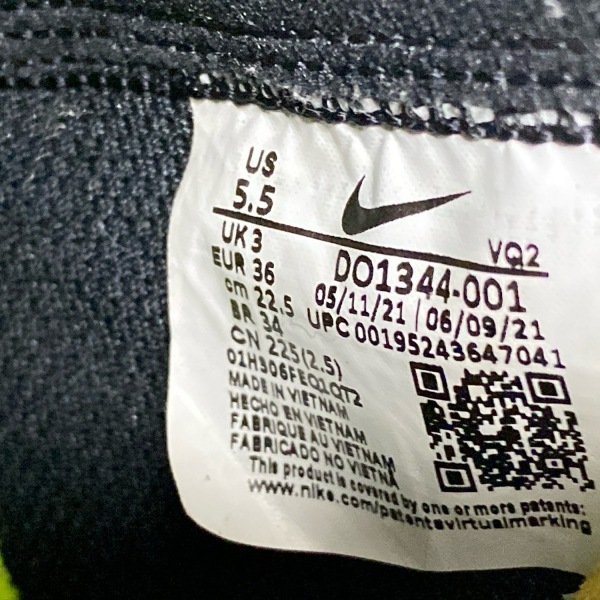 US
5.5
VQ2
UK 3
DO1344-001
EUR 36
05/11/21 | 06/09/21
cm 22.5
UPC 00195243647041
BR 34
CN 225(2.5)
MADE IN VIETNAM
HECHO EN VIETNAM
FABRIQUE AU VIETNAM
FABRICADO NO VIETNA
This product is covered by one or more patents:
www.nike.com/patentsvirtualmarking